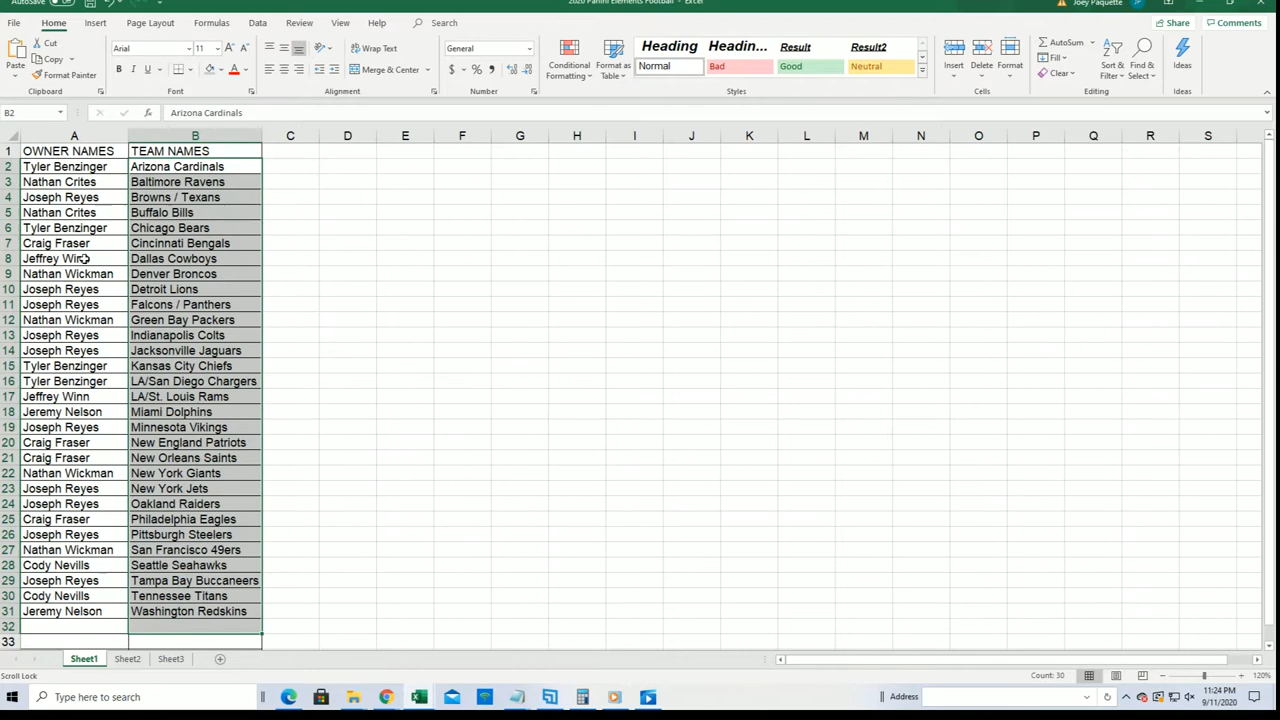 AutoSave Off 2020 Panini Elements Football - Excel Joey Paquette JP
File Home Insert Page Layout Formulas Data Review View Help Search Share Comments
Paste Cut Copy Format Painter Clipboard
Arial 11 Font
Wrap Text Merge & Center Alignment
General Number
Conditional Formatting Format as Table
Heading Headin... Result Result2
Normal Bad Good Neutral
Styles
Insert Delete Format Cells
AutoSum Fill Clear Sort & Filter Find & Select Editing
Ideas Ideas
B2 Arizona Cardinals
A B C D E F G H I J K L M N O P Q R S
1 OWNER NAMES TEAM NAMES
2 Tyler Benzinger Arizona Cardinals
3 Nathan Crites Baltimore Ravens
4 Joseph Reyes Browns / Texans
5 Nathan Crites Buffalo Bills
6 Tyler Benzinger Chicago Bears
7 Craig Fraser Cincinnati Bengals
8 Jeffrey Winn Dallas Cowboys
9 Nathan Wickman Denver Broncos
10 Joseph Reyes Detroit Lions
11 Joseph Reyes Falcons / Panthers
12 Nathan Wickman Green Bay Packers
13 Joseph Reyes Indianapolis Colts
14 Joseph Reyes Jacksonville Jaguars
15 Tyler Benzinger Kansas City Chiefs
16 Tyler Benzinger LA/San Diego Chargers
17 Jeffrey Winn LA/St. Louis Rams
18 Jeremy Nelson Miami Dolphins
19 Joseph Reyes Minnesota Vikings
20 Craig Fraser New England Patriots
21 Craig Fraser New Orleans Saints
22 Nathan Wickman New York Giants
23 Joseph Reyes New York Jets
24 Joseph Reyes Oakland Raiders
25 Craig Fraser Philadelphia Eagles
26 Joseph Reyes Pittsburgh Steelers
27 Nathan Wickman San Francisco 49ers
28 Cody Nevills Seattle Seahawks
29 Joseph Reyes Tampa Bay Buccaneers
30 Cody Nevills Tennessee Titans
31 Jeremy Nelson Washington Redskins
32
33
Sheet1 Sheet2 Sheet3
Scroll Lock Count: 30 120%
Type here to search Address 11:24 PM
9/11/2020